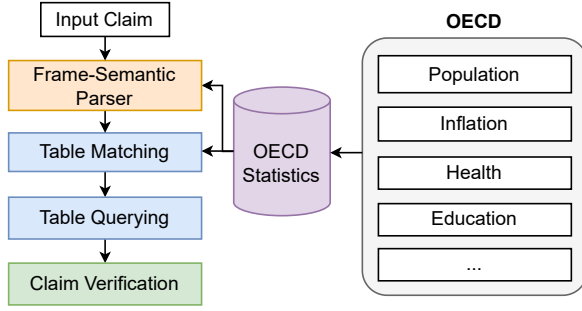 Input Claim
Frame-Semantic
Parser
Table Matching
Table Querying
Claim Verification
OECD
Statistics
OECD
Population
Inflation
Health
Education
...